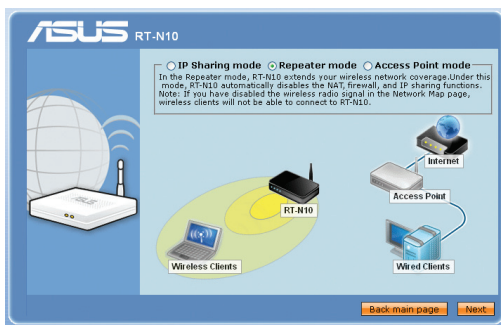 ASUS RT-N10
IP Sharing mode Repeater mode Access Point mode
In the Repeater mode, RT-N10 extends your wireless network coverage.Under this
mode, RT-N10 automatically disables the NAT, firewall, and IP sharing functions.
Note: If you have disabled the wireless radio signal in the Network Map page,
wireless clients will not be able to connect to RT-N10.
Internet
Access Point
RT-N10
Wireless Clients
Wired Clients
Back main page Next